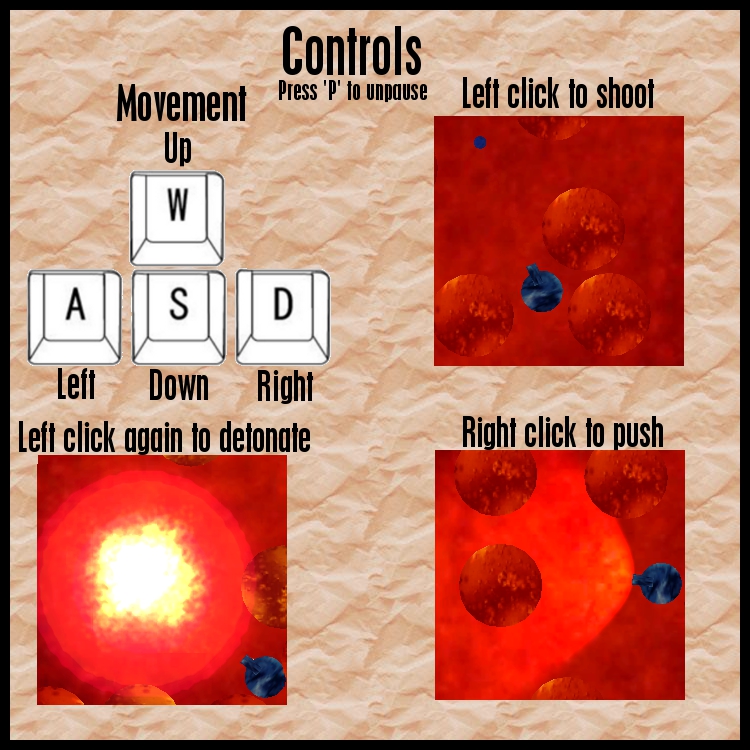 Controls
Press 'P' to unpause
Movement
Up
W
A S D
Left Down Right
Left click to shoot
Left click again to detonate
Right click to push